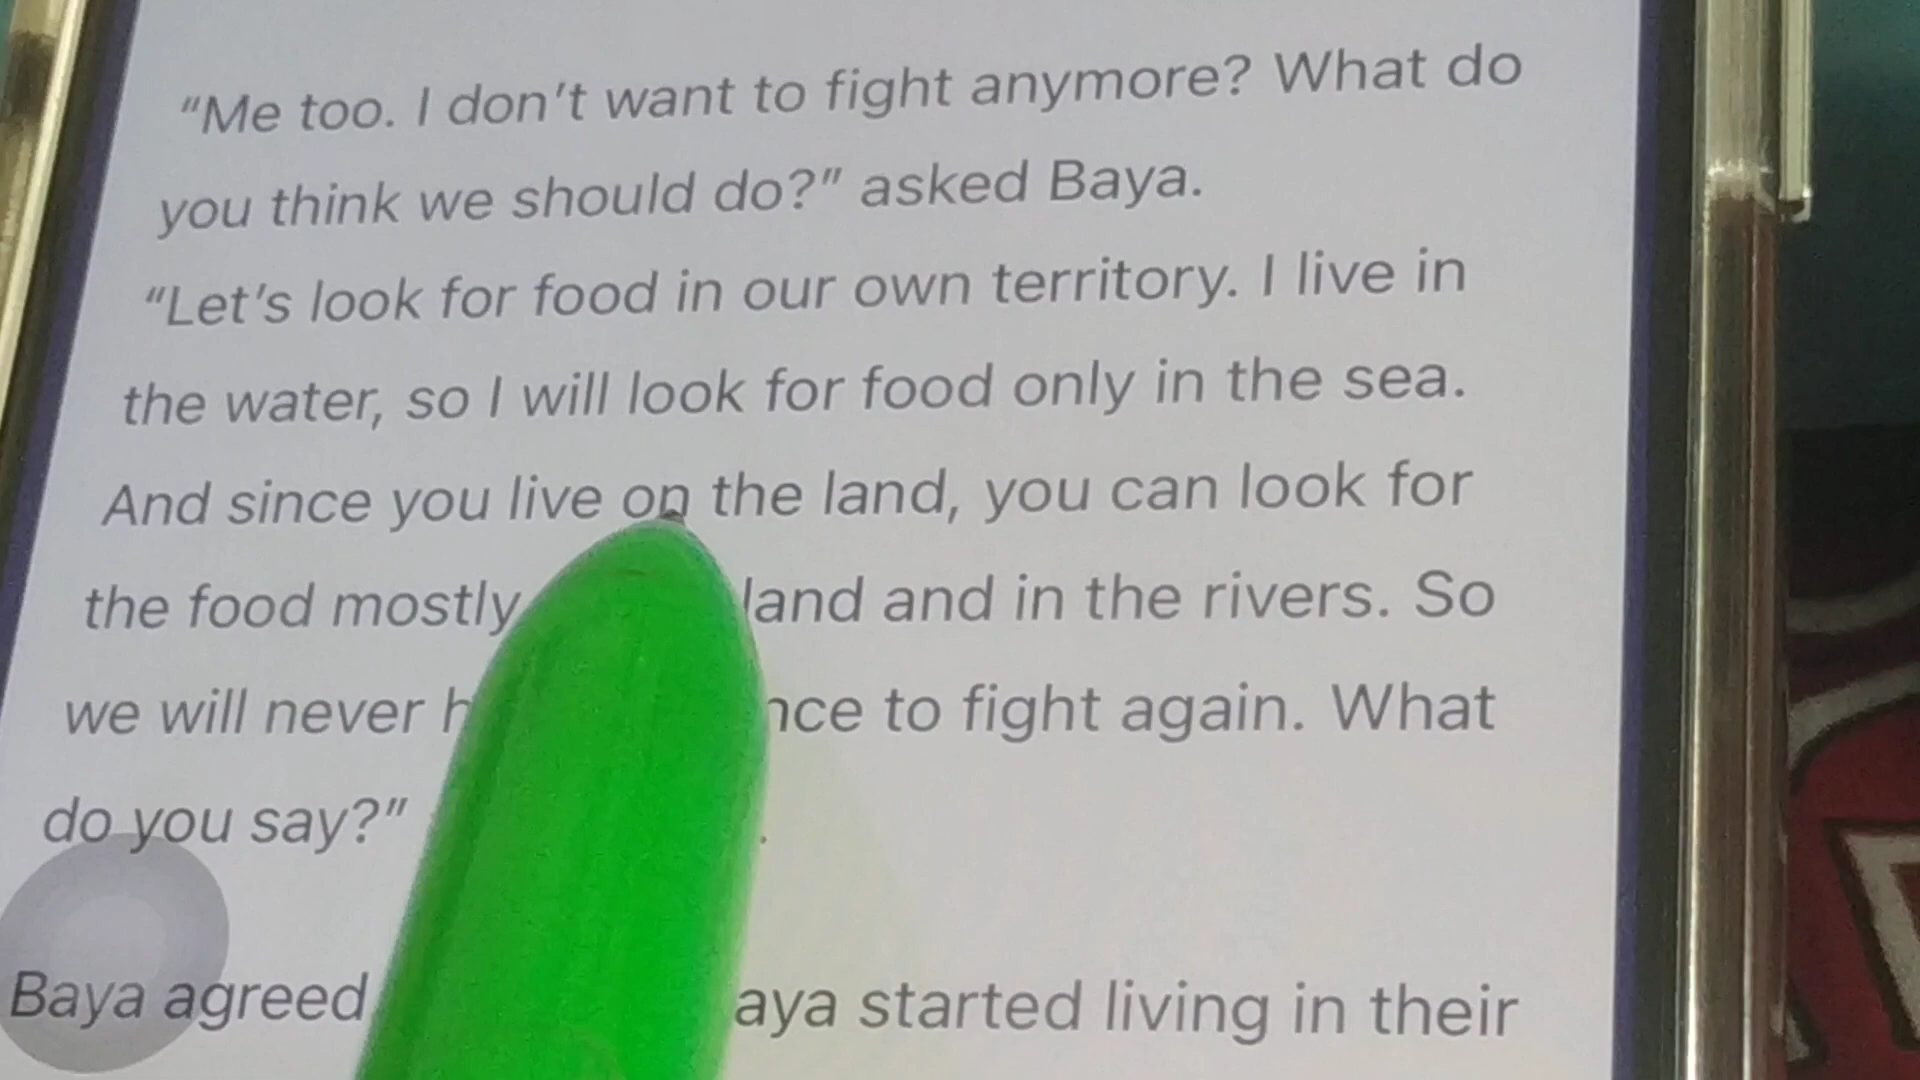 “Me too. I don’t want to fight anymore? What do
you think we should do?” asked Baya.
“Let’s look for food in our own territory. I live in
the water, so I will look for food only in the sea.
And since you live on the land, you can look for
the food mostly land and in the rivers. So
we will never to fight again. What
do you say?”
Baya agreed started living in their